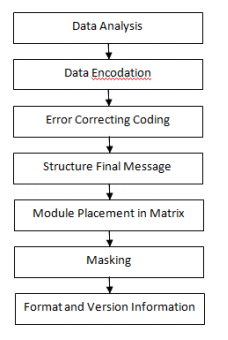 Data Analysis
Data Encodation
Error Correcting Coding
Structure Final Message
Module Placement in Matrix
Masking
Format and Version Information